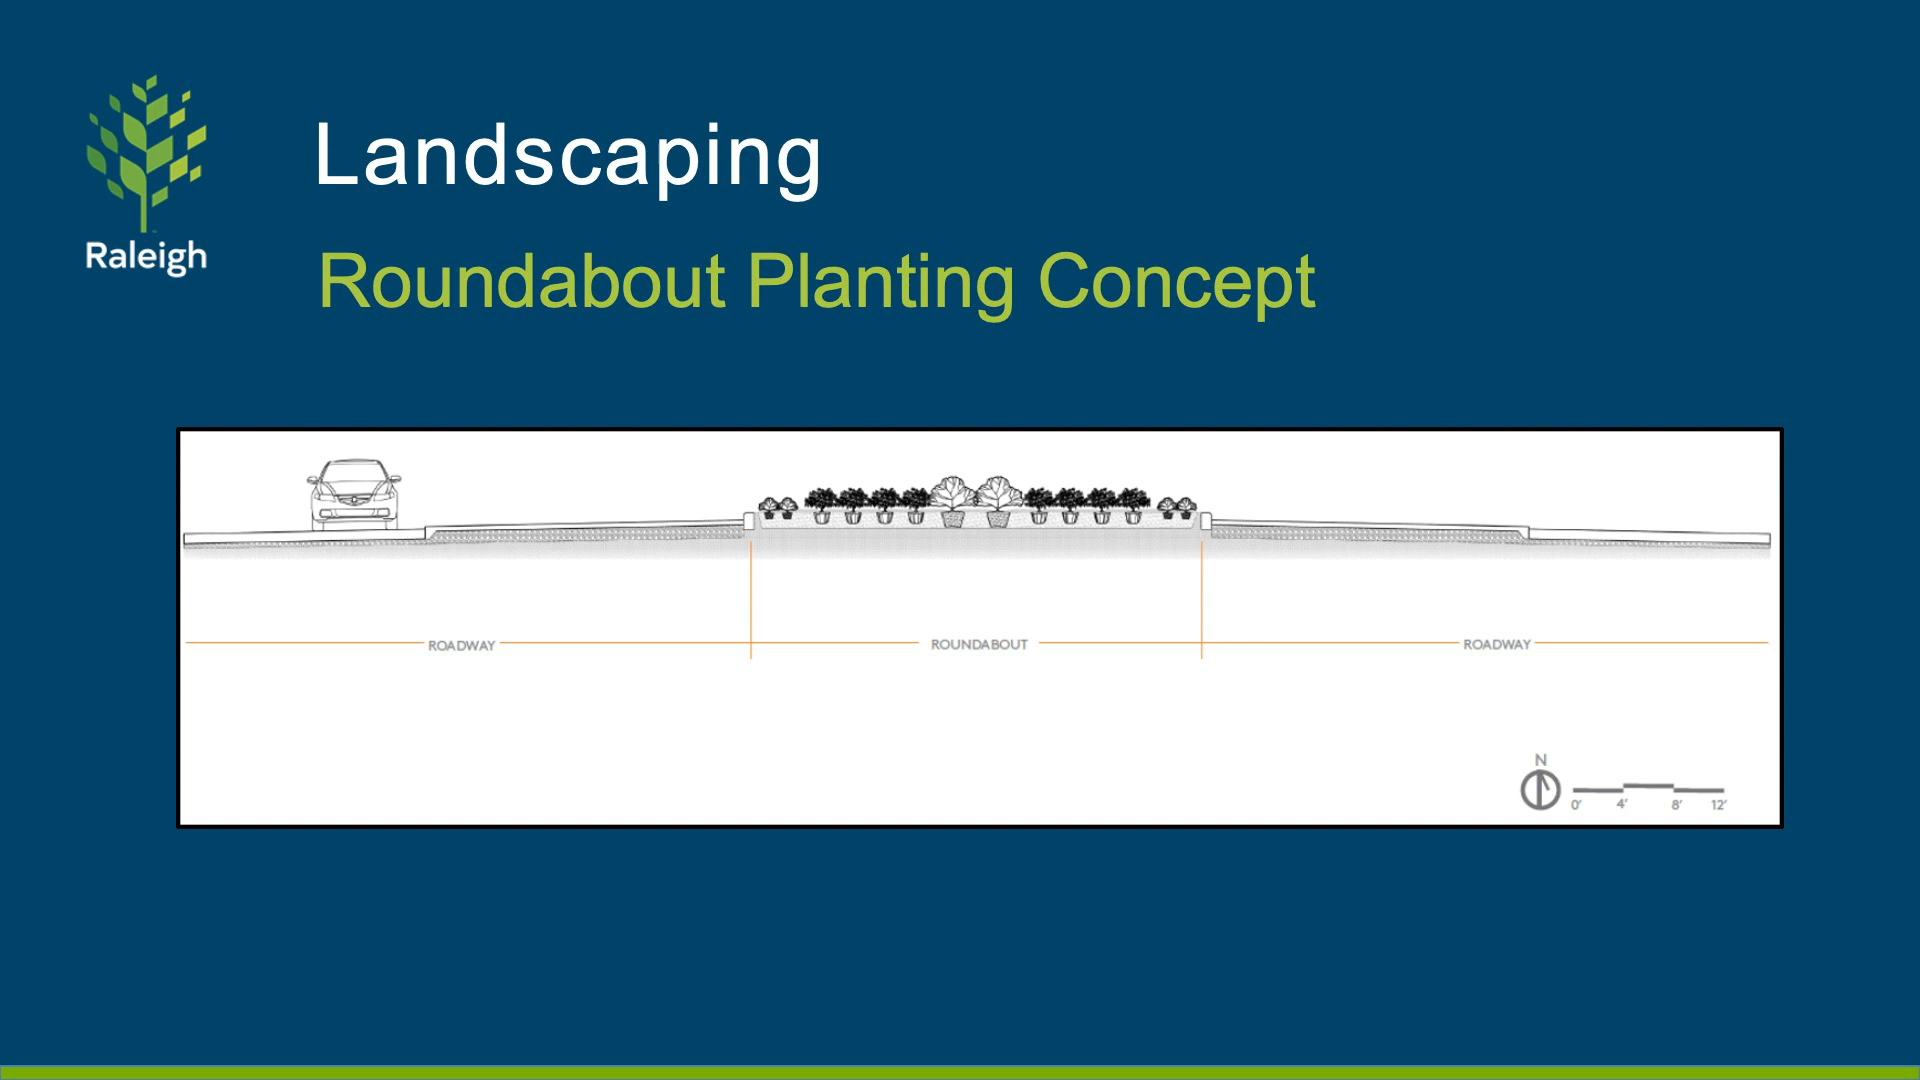 Raleigh
Landscaping
Roundabout Planting Concept
ROADWAY
ROUNDABOUT
ROADWAY
N
0' 4' 8' 12'